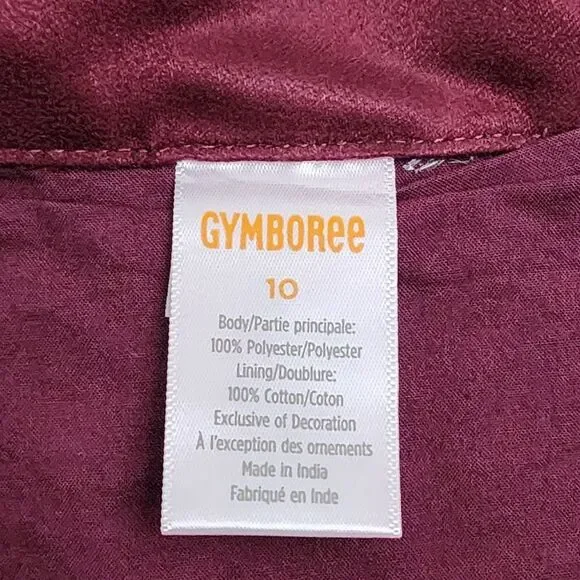 GYMBOREE
10
Body/Partie principale:
100% Polyester/Polyester
Lining/Doublure:
100% Cotton/Coton
Exclusive of Decoration
À l'exception des ornements
Made in India
Fabriqué en Inde